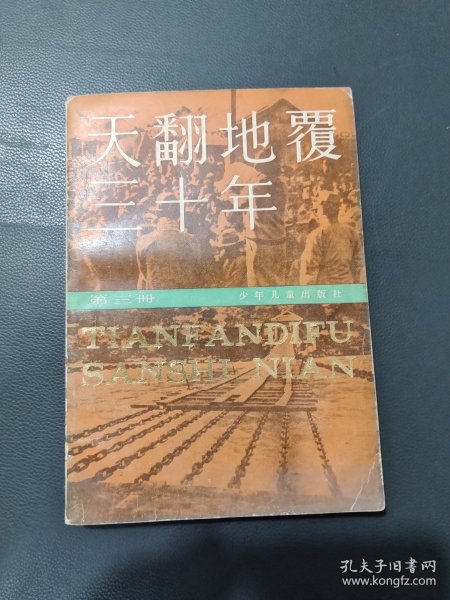 天翻地覆
三十年
第三册 少年儿童出版社
TIANFANDIFU
SANSHI NIAN
孔夫子旧书网
www.kongfz.com